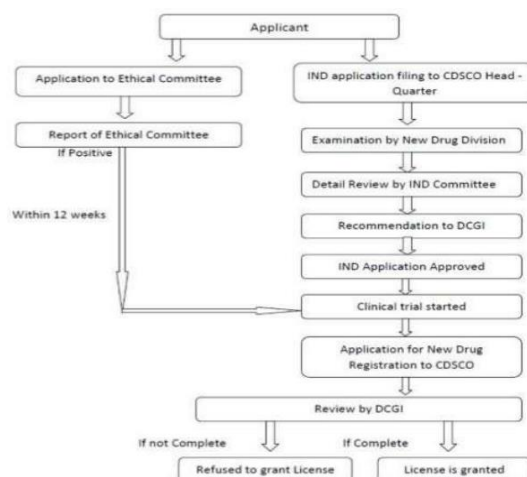 Applicant
Application to Ethical Committee
IND application filing to CDSCO Head -
Quarter
Report of Ethical Committee
Examination by New Drug Division
If Positive
Detail Review by IND Committee
Within 12 weeks
Recommendation to DCGI
IND Application Approved
Clinical trial started
Application for New Drug
Registration to CDSCO
Review by DCGI
If not Complete
If Complete
Refused to grant License
License is granted